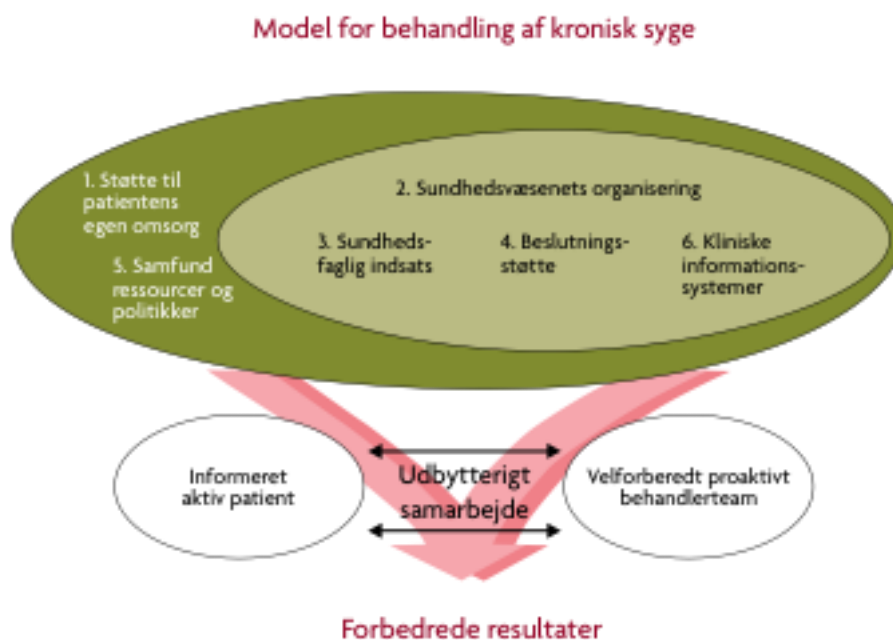 Model for behandling af kronisk syge
1. Støtte til
patientens
egen omsorg
5. Samfund
ressourcer og
politikker
2. Sundhedsvæsenets organisering
3. Sundheds-
faglig indsats
4. Beslutnings-
støtte
6. Kliniske
informations-
systemer
Informeret
aktiv patient
Udbytterigt
samarbejde
Velforberedt proaktivt
behandlerteam
Forbedrede resultater